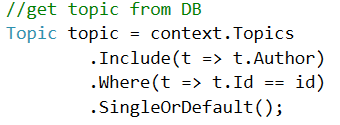 //get topic from DB
Topic topic = context.Topics
.Include(t => t.Author)
.Where(t => t.Id == id)
.SingleOrDefault();